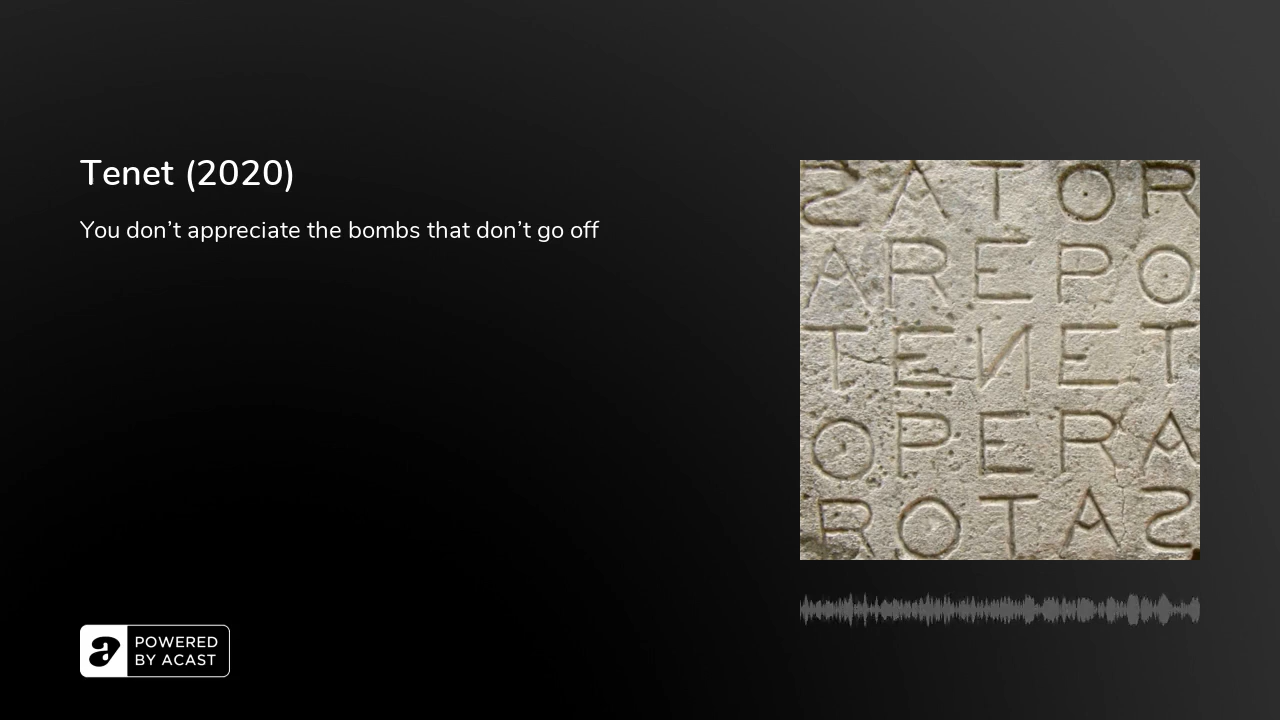 Tenet (2020)
You don’t appreciate the bombs that don’t go off
SATOR
AREPO
TENET
OPERA
ROTAS
POWERED
BY ACAST